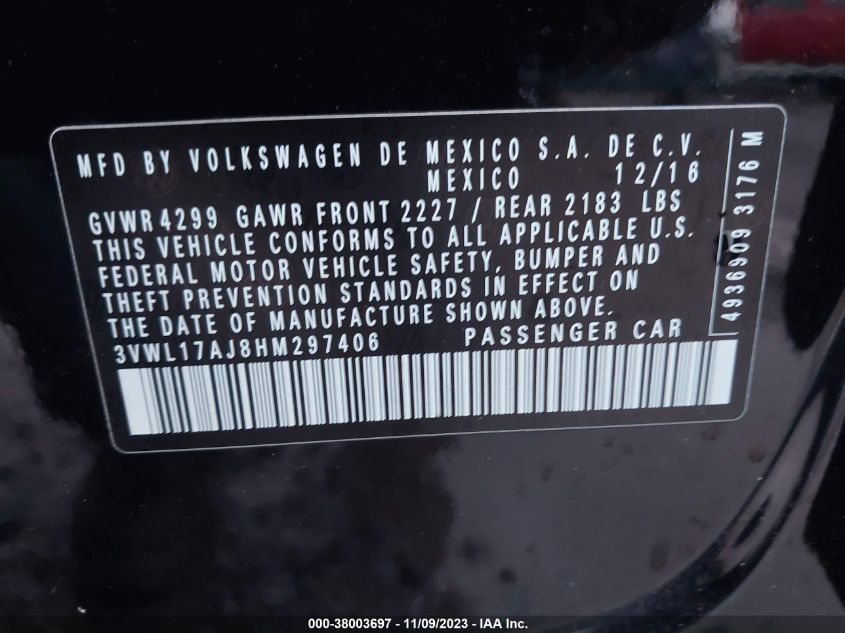 MFD BY VOLKSWAGEN DE MEXICO S.A. DE C.V.
MEXICO 12/16
GVWR 4299 GAWR FRONT 2227 / REAR 2183 LBS
THIS VEHICLE CONFORMS TO ALL APPLICABLE U.S.
FEDERAL MOTOR VEHICLE SAFETY, BUMPER AND
THEFT PREVENTION STANDARDS IN EFFECT ON
THE DATE OF MANUFACTURE SHOWN ABOVE.
3VWL17AJ8HM297406 PASSENGER CAR
4936909 3176 M
000-38003697 - 11/09/2023 - IAA Inc.